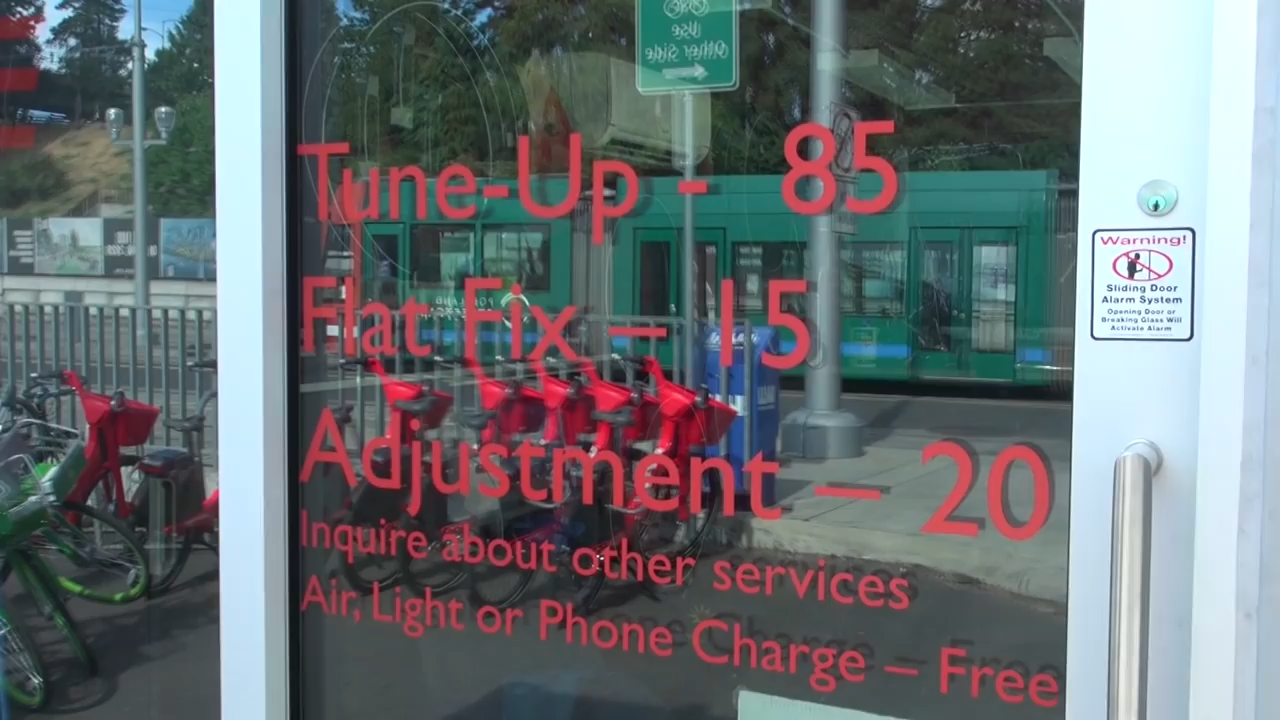 Use
Other Side
Tune-Up - 85
Flat Fix – 15
Adjustment – 20
Inquire about other services
Air, Light or Phone Charge – Free
Warning!
Sliding Door
Alarm System
Opening Door or
Breaking Glass Will
Activate Alarm